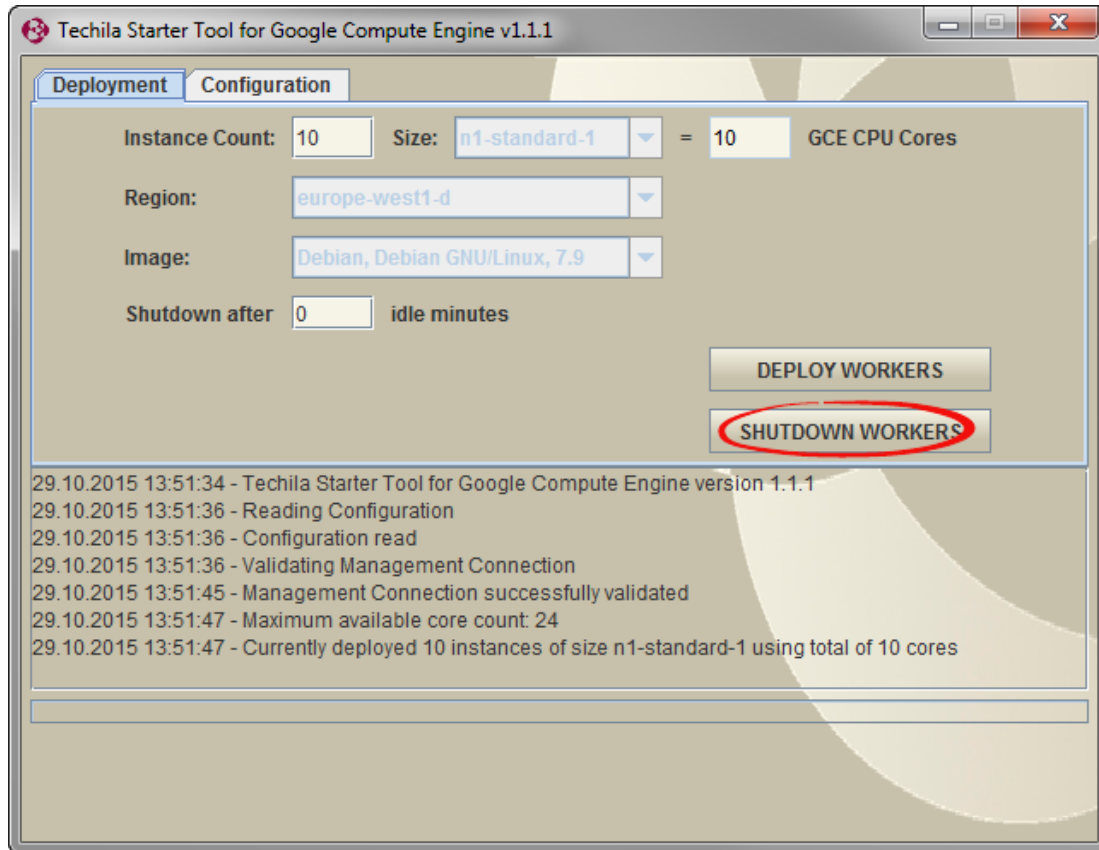 Techila Starter Tool for Google Compute Engine v1.1.1
Deployment Configuration
Instance Count: 10 Size: n1-standard-1 = 10 GCE CPU Cores
Region: europe-west1-d
Image: Debian, Debian GNU/Linux, 7.9
Shutdown after 0 idle minutes
DEPLOY WORKERS
SHUTDOWN WORKERS
29.10.2015 13:51:34 - Techila Starter Tool for Google Compute Engine version 1.1.1
29.10.2015 13:51:36 - Reading Configuration
29.10.2015 13:51:36 - Configuration read
29.10.2015 13:51:36 - Validating Management Connection
29.10.2015 13:51:45 - Management Connection successfully validated
29.10.2015 13:51:47 - Maximum available core count: 24
29.10.2015 13:51:47 - Currently deployed 10 instances of size n1-standard-1 using total of 10 cores